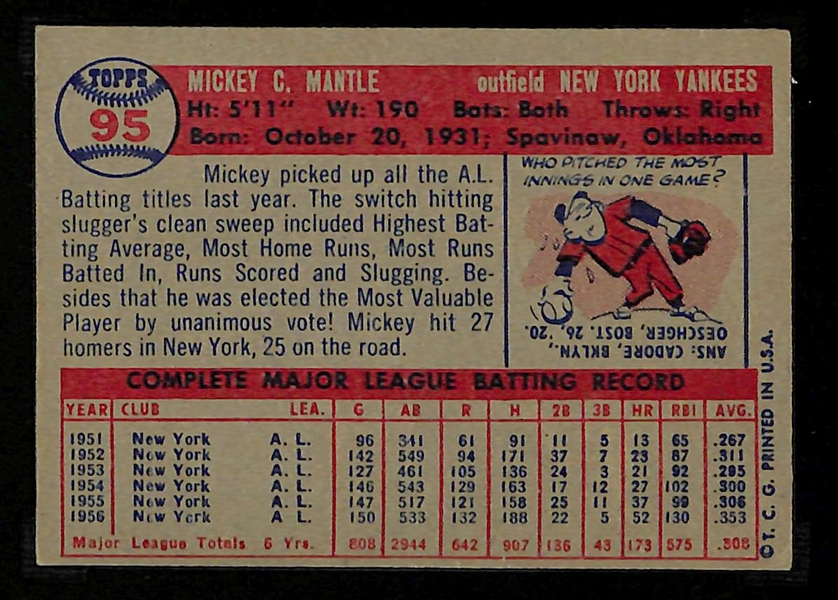 TOPPS
95
MICKEY C. MANTLE outfield NEW YORK YANKEES
Ht: 5'11" Wt: 190 Bats: Both Throws: Right
Born: October 20, 1931; Spavinaw, Oklahoma
Mickey picked up all the A.L.
Batting titles last year. The switch hitting
slugger's clean sweep included Highest Bat-
ting Average, Most Home Runs, Most Runs
Batted In, Runs Scored and Slugging. Be-
sides that he was elected the Most Valuable
Player by unanimous vote! Mickey hit 27
homers in New York, 25 on the road.
WHO PITCHED THE MOST
INNINGS IN ONE GAME?
ANS: CADORE, BKLYN.,
OESCHGER, BOST. 26, '20.
COMPLETE MAJOR LEAGUE BATTING RECORD
YEAR CLUB LEA. G AB R H 2B 3B HR RBI AVG.
1951 New York A. L. 96 341 61 91 11 5 13 65 .267
1952 New York A. L. 142 549 94 171 37 7 23 87 .311
1953 New York A. L. 127 461 105 136 24 3 21 92 .295
1954 New York A. L. 146 543 129 163 17 12 27 102 .300
1955 New York A. L. 147 517 121 158 25 11 37 99 .306
1956 New York A L. 150 533 132 188 22 5 52 130 .353
Major League Totals 6 Yrs. 808 2944 642 907 136 43 173 575 .308
©T. C. G. PRINTED IN U.S.A.